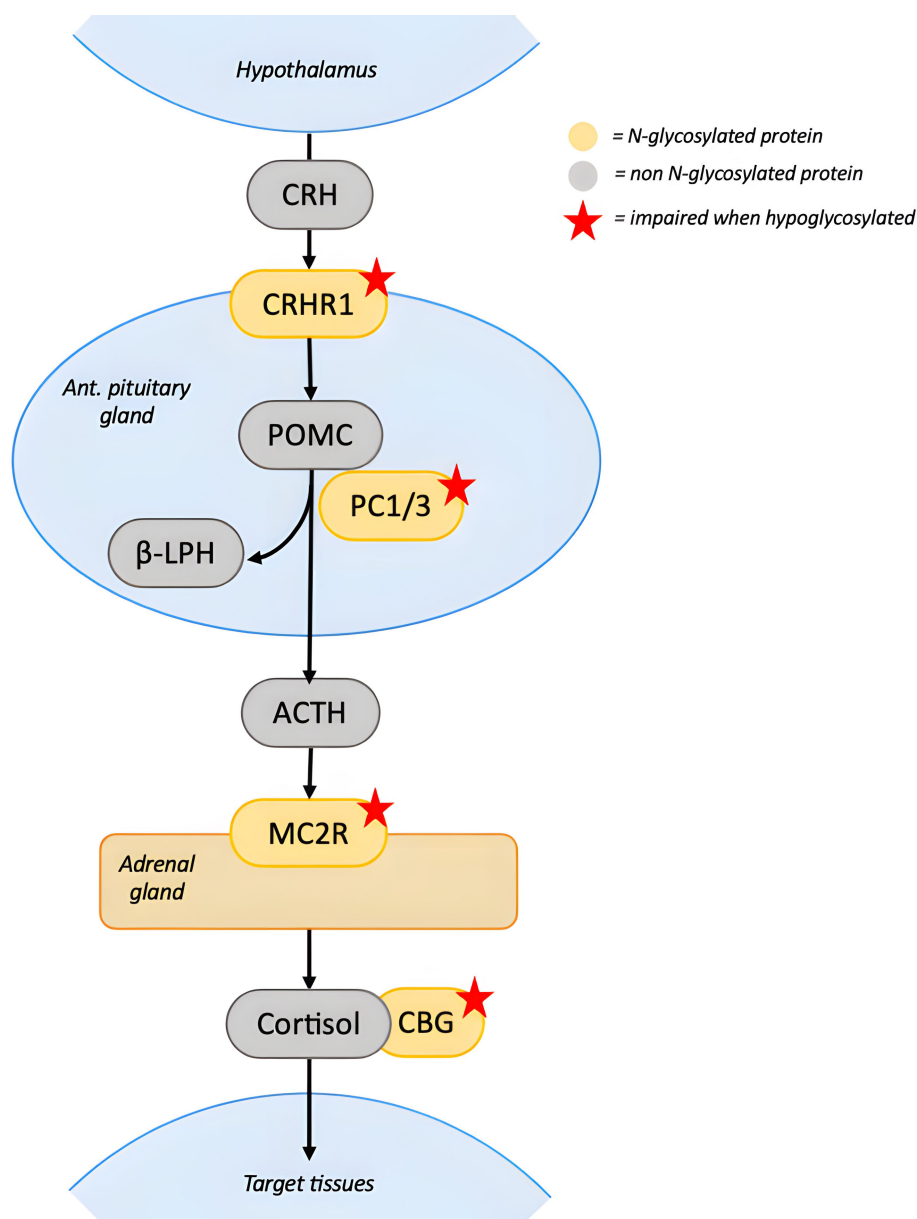 Hypothalamus
= N-glycosylated protein
= non N-glycosylated protein
= impaired when hypoglycosylated
CRH
CRHR1
Ant. pituitary
gland
POMC
PC1/3
β-LPH
ACTH
MC2R
Adrenal
gland
Cortisol
CBG
Target tissues